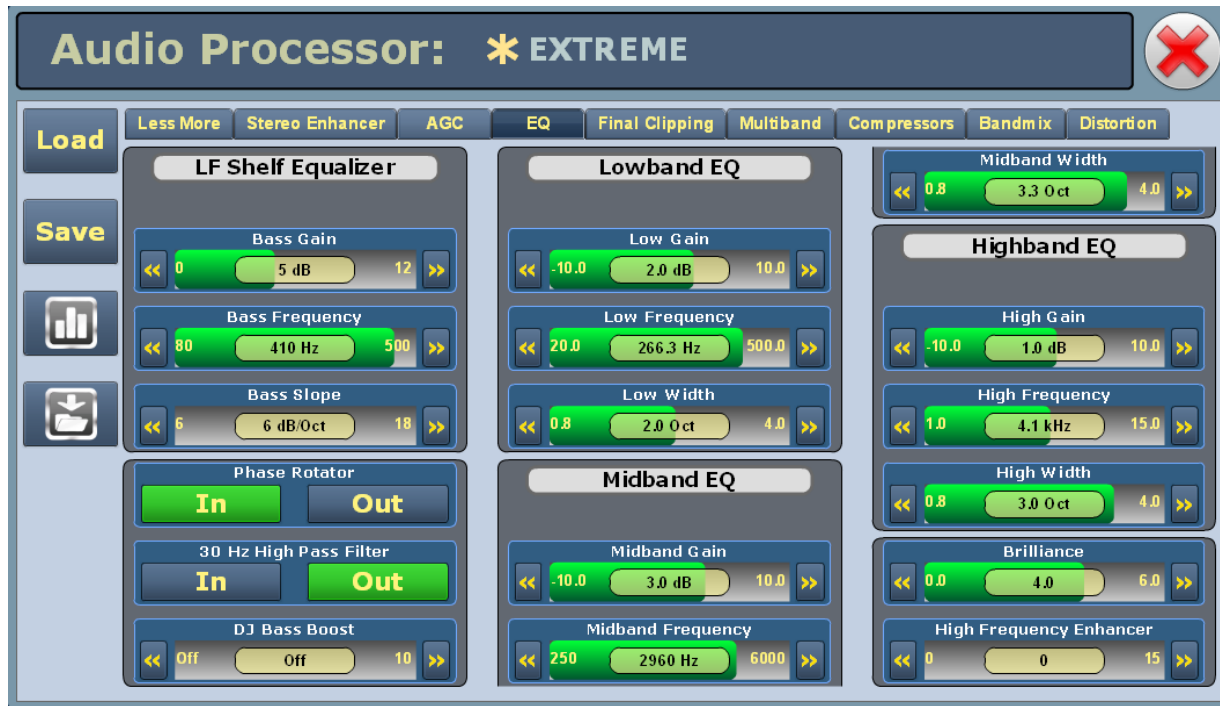 Audio Processor: * EXTREME
Load
Save
Less More Stereo Enhancer AGC EQ Final Clipping Multiband Compressors Bandmix Distortion
LF Shelf Equalizer
Bass Gain
0 5 dB 12
Bass Frequency
80 410 Hz 500
Bass Slope
6 6 dB/Oct 18
Phase Rotator
In Out
30 Hz High Pass Filter
In Out
DJ Bass Boost
Off Off 10
Lowband EQ
Low Gain
-10.0 2.0 dB 10.0
Low Frequency
20.0 266.3 Hz 500.0
Low Width
0.8 2.0 Oct 4.0
Midband EQ
Midband Gain
-10.0 3.0 dB 10.0
Midband Frequency
250 2960 Hz 6000
Midband Width
0.8 3.3 Oct 4.0
Highband EQ
High Gain
-10.0 1.0 dB 10.0
High Frequency
1.0 4.1 kHz 15.0
High Width
0.8 3.0 Oct 4.0
Brilliance
0.0 4.0 6.0
High Frequency Enhancer
0 0 15